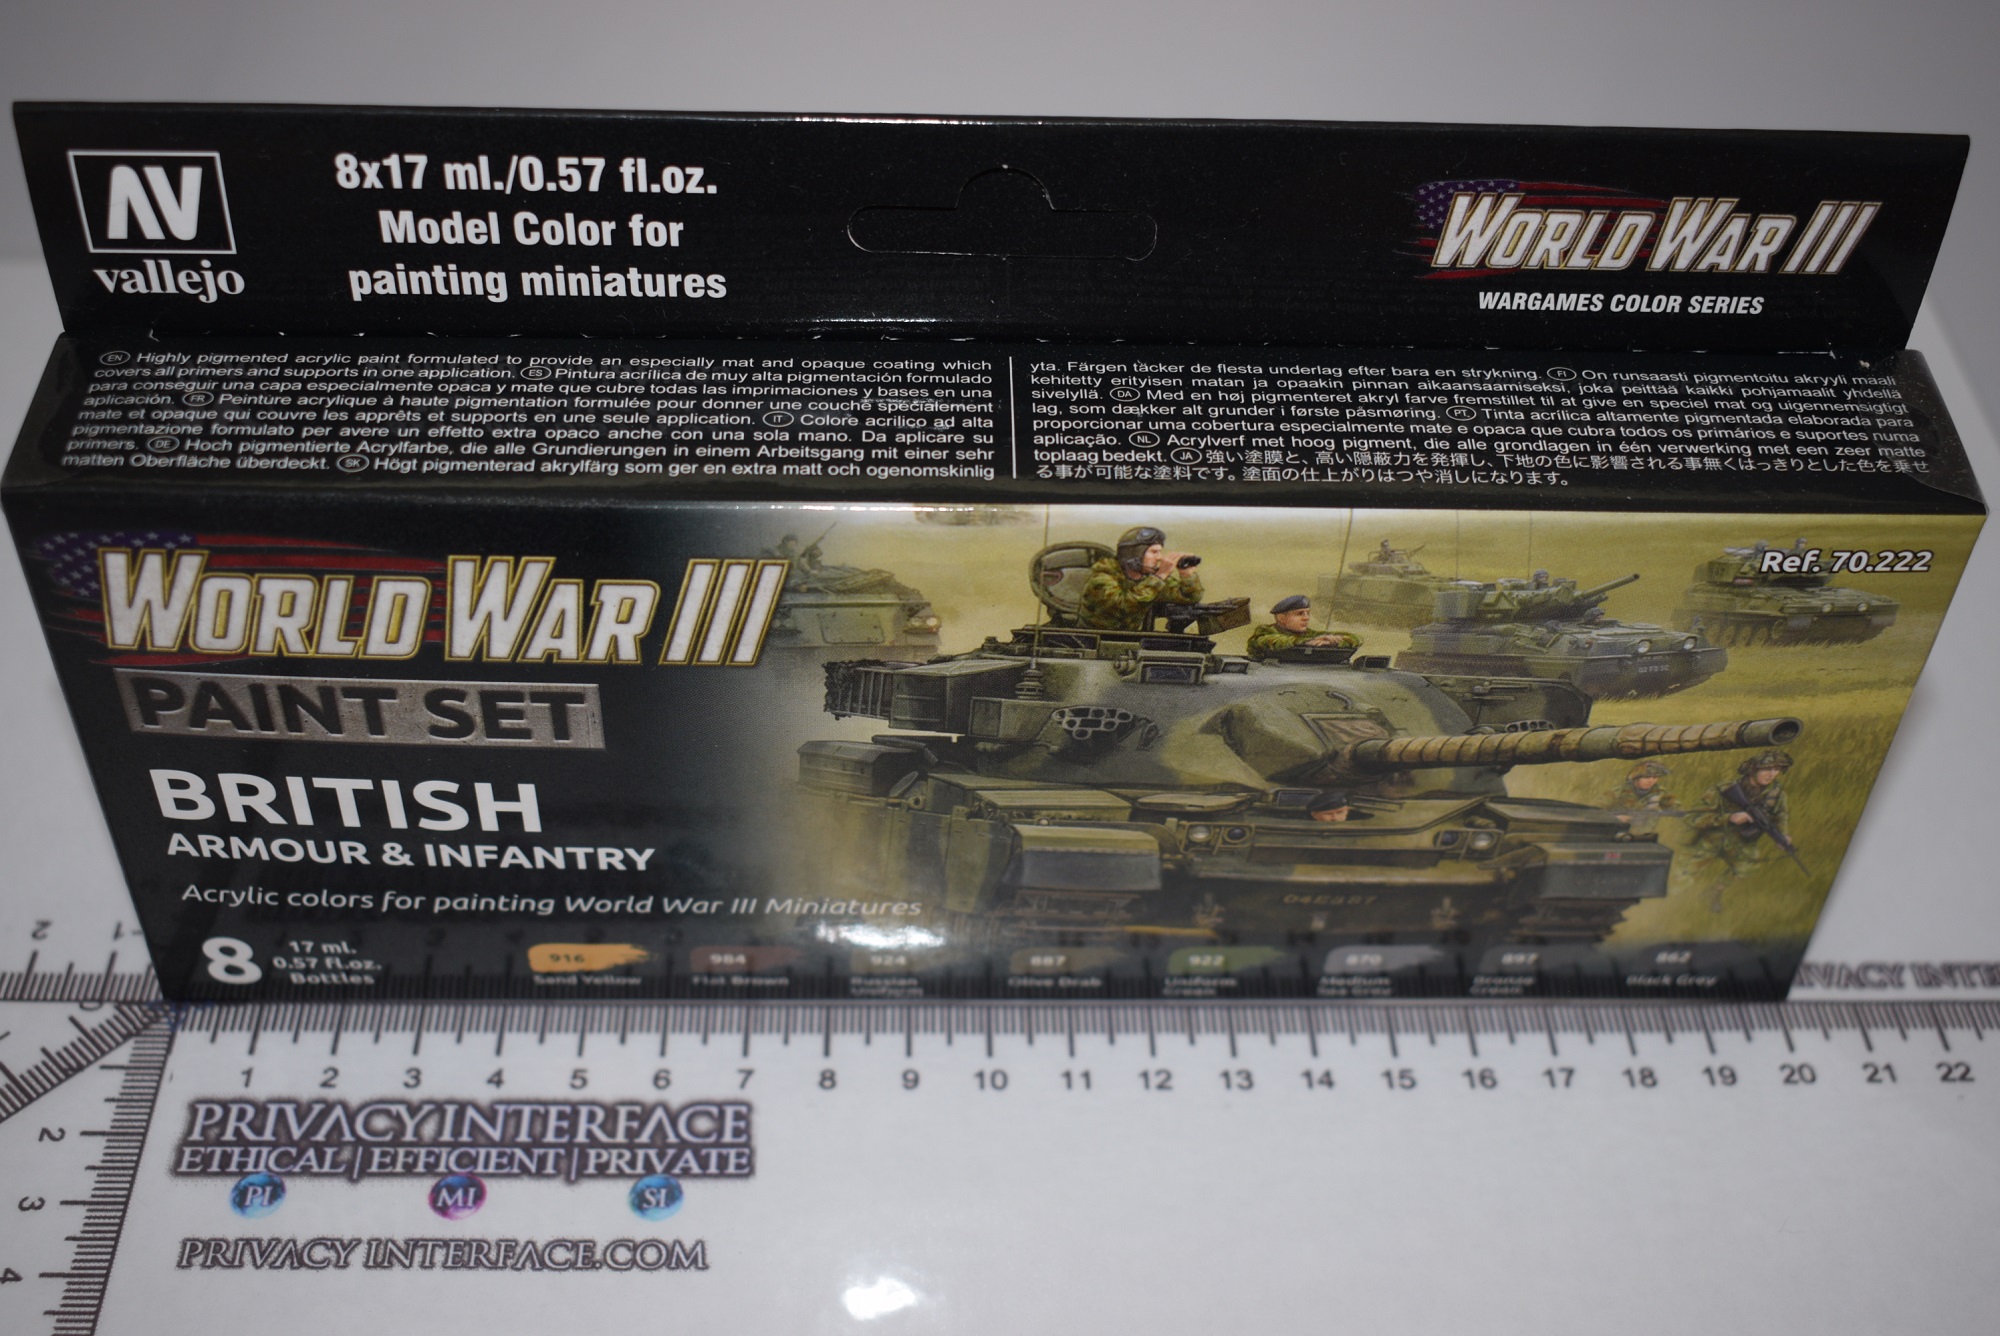 AV
vallejo
8x17 ml./0.57 fl.oz.
Model Color for
painting miniatures
WORLD WAR III
WARGAMES COLOR SERIES
EN Highly pigmented acrylic paint formulated to provide an especially mat and opaque coating which
covers all primers and supports in one application. ES Pintura acrílica de muy alta pigmentación formulado
para conseguir una capa especialmente opaca y mate que cubre todas las imprimaciones y bases en una
aplicación. FR Peinture acrylique à haute pigmentation formulée pour donner une couche spécialement
mate et opaque qui couvre les apprêts et supports en une seule application. IT Colore acrilico ad alta
pigmentazione formulato per avere un effetto extra opaco anche con una sola mano. Da aplicare su
primers. DE Hoch pigmentierte Acrylfarbe, die alle Grundierungen in einem Arbeitsgang mit einer sehr
matten Oberfläche überdeckt. SK Högt pigmenterad akrylfärg som ger en extra matt och ogenomskinlig
yta. Färgen täcker de flesta underlag efter bara en strykning. FI On runsaasti pigmentoitu akryyli maali
kehitetty erityisen matan ja opaakin pinnan aikaansaamiseksi, joka peittää kaikki pohjamaalit yhdellä
sivelyllä. DA Med en høj pigmenteret akryl farve fremstillet til at give en speciel mat og uigennemsigtigt
lag, som dækker alt grunder i første påsmøring. PT Tinta acrílica altamente pigmentada elaborada para
proporcionar uma cobertura especialmente mate e opaca que cubra todos os primários e suportes numa
aplicação. NL Acrylverf met hoog pigment, die alle grondlagen in één verwerking met een zeer matte
toplaag bedekt. JA 強い塗膜と、高い隠蔽力を発揮し、下地の色に影響される事無くはっきりとした色を乗せ
る事が可能な塗料です。塗面の仕上がりはつや消しになります。
WORLD WAR III
Ref. 70.222
PAINT SET
BRITISH
ARMOUR & INFANTRY
Acrylic colors for painting World War III Miniatures
8
17 ml.
0.57 fl.oz.
Bottles
916
Sand Yellow
984
Flat Brown
924
Russian
Uniform
887
Olive Drab
922
Uniform
Green
870
Medium
Sea Grey
897
Bronze
Green
862
Black Grey
04EB87
PRIVACY INTER
2 1 0
1 2 3 4 5 6 7 8 9 10 11 12 13 14 15 16 17 18 19 20 21 22
2
3
4
PRIVACY INTERFACE
ETHICAL | EFFICIENT | PRIVATE
PI MI SI
PRIVACY INTERFACE.COM